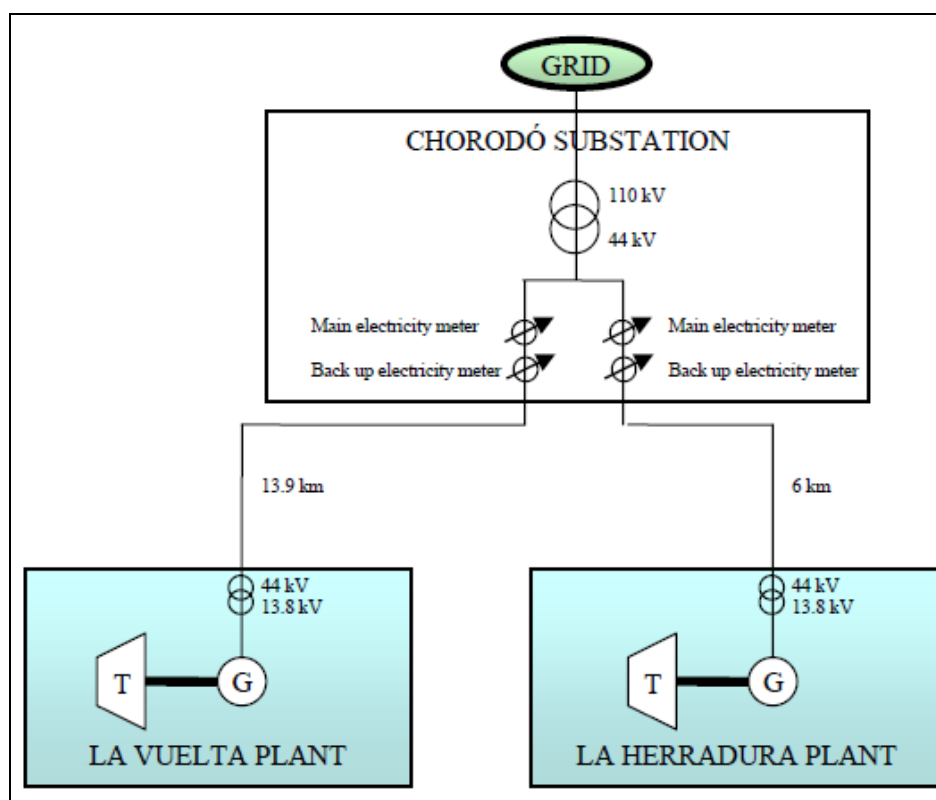 GRID
CHORODÓ SUBSTATION
110 kV
44 kV
Main electricity meter
Main electricity meter
Back up electricity meter
Back up electricity meter
13.9 km
6 km
44 kV
13.8 kV
44 kV
13.8 kV
T
G
T
G
LA VUELTA PLANT
LA HERRADURA PLANT